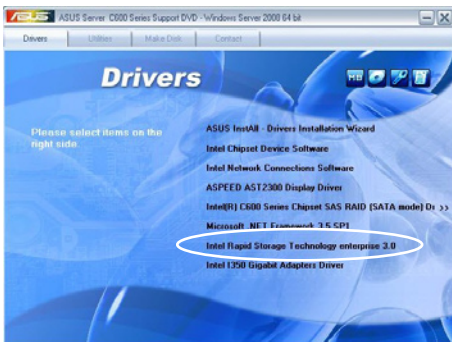 ASUS ASUS Server C600 Series Support DVD - Windows Server 2008 64 bit
Drivers Utilities Make Disk Contact
Drivers
Please select items on the
right side.
ASUS InstAll - Drivers Installation Wizard
Intel Chipset Device Software
Intel Network Connections Software
ASPEED AST2300 Display Driver
Intel(R) C600 Series Chipset SAS RAID (SATA mode) Dr >>
Microsoft .NET Framework 3.5 SP1
Intel Rapid Storage Technology enterprise 3.0
Intel I350 Gigabit Adapters Driver